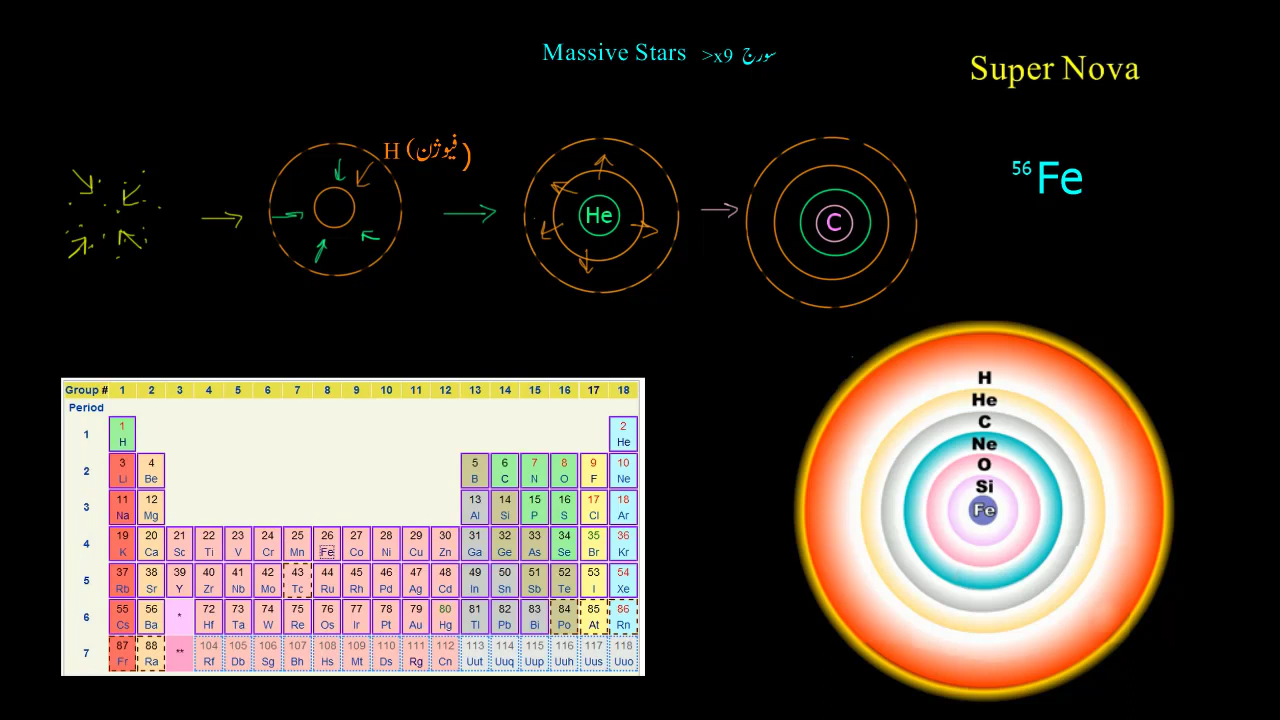 Massive Stars >x9 سورج
Super Nova
H (فیوژن)
56Fe
He
C
Group # 1 2 3 4 5 6 7 8 9 10 11 12 13 14 15 16 17 18
Period
1 1 2
H He
2 3 4 5 6 7 8 9 10
Li Be B C N O F Ne
3 11 12 13 14 15 16 17 18
Na Mg Al Si P S Cl Ar
4 19 20 21 22 23 24 25 26 27 28 29 30 31 32 33 34 35 36
K Ca Sc Ti V Cr Mn Fe Co Ni Cu Zn Ga Ge As Se Br Kr
5 37 38 39 40 41 42 43 44 45 46 47 48 49 50 51 52 53 54
Rb Sr Y Zr Nb Mo Tc Ru Rh Pd Ag Cd In Sn Sb Te I Xe
6 55 56 * 72 73 74 75 76 77 78 79 80 81 82 83 84 85 86
Cs Ba Hf Ta W Re Os Ir Pt Au Hg Tl Pb Bi Po At Rn
7 87 88 ** 104 105 106 107 108 109 110 111 112 113 114 115 116 117 118
Fr Ra Rf Db Sg Bh Hs Mt Ds Rg Cn Uut Uuq Uup Uuh Uus Uuo
H
He
C
Ne
O
Si
Fe